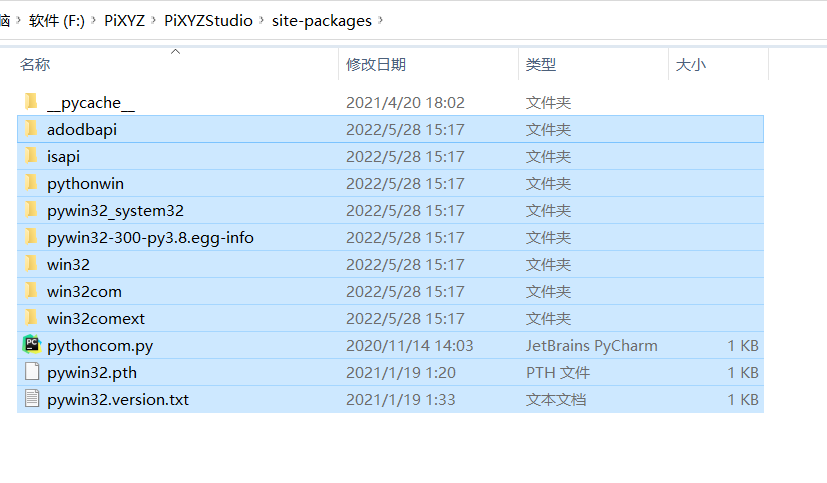 脑 › 软件 (F:) › PiXYZ › PiXYZStudio › site-packages ›
名称 修改日期 类型 大小
__pycache__ 2021/4/20 18:02 文件夹
adodbapi 2022/5/28 15:17 文件夹
isapi 2022/5/28 15:17 文件夹
pythonwin 2022/5/28 15:17 文件夹
pywin32_system32 2022/5/28 15:17 文件夹
pywin32-300-py3.8.egg-info 2022/5/28 15:17 文件夹
win32 2022/5/28 15:17 文件夹
win32com 2022/5/28 15:17 文件夹
win32comext 2022/5/28 15:17 文件夹
pythoncom.py 2020/11/14 14:03 JetBrains PyCharm 1 KB
pywin32.pth 2021/1/19 1:20 PTH 文件 1 KB
pywin32.version.txt 2021/1/19 1:33 文本文档 1 KB